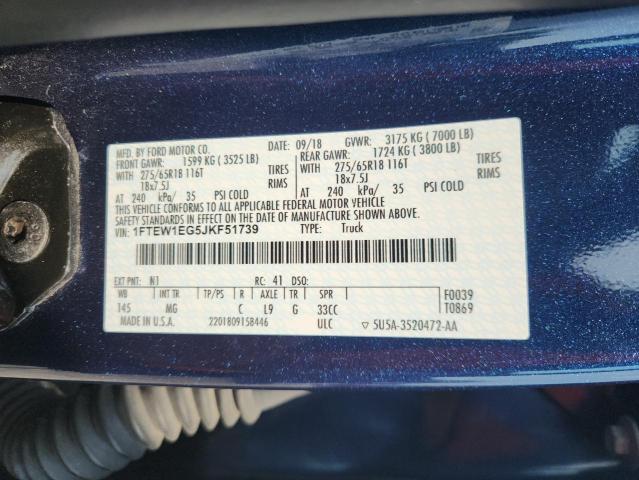 MFD. BY FORD MOTOR CO. DATE: 09/18 GVWR: 3175 KG ( 7000 LB)
FRONT GAWR: 1599 KG ( 3525 LB) REAR GAWR: 1724 KG ( 3800 LB)
WITH 275/65R18 116T TIRES WITH 275/65R18 116T TIRES
18x7.5J RIMS 18x7.5J RIMS
AT 240 kPa/ 35 PSI COLD AT 240 kPa/ 35 PSI COLD
THIS VEHICLE CONFORMS TO ALL APPLICABLE FEDERAL MOTOR VEHICLE
SAFETY, BUMPER, AND THEFT PREVENTION STANDARDS IN EFFECT ON THE DATE OF MANUFACTURE SHOWN ABOVE.
VIN: 1FTEW1EG5JKF51739 TYPE: Truck
EXT PNT: N1 RC: 41 DSO:
WB INT TR TP/PS R AXLE TR SPR F0039
145 MG C L9 G 33CC T0869
MADE IN U.S.A. 2201809158446 ULC ▽ 5U5A-3520472-AA